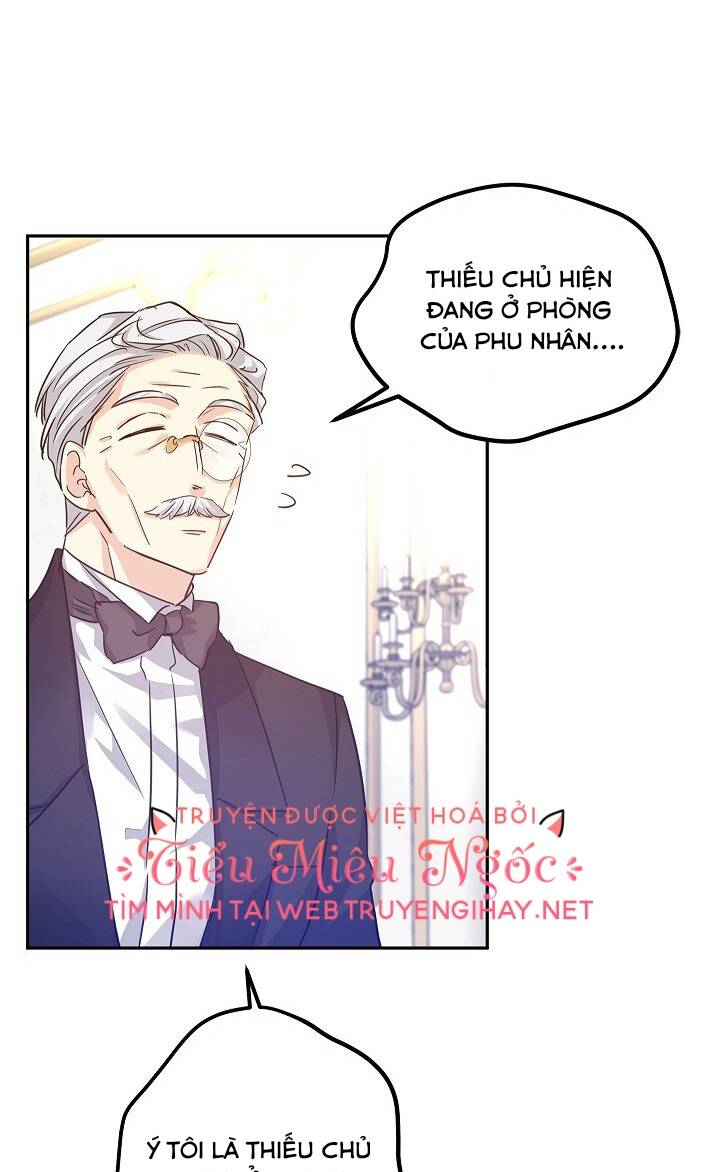 THIẾU CHỦ HIỆN
ĐANG Ở PHÒNG
CỦA PHU NHÂN....
TRUYỆN ĐƯỢC VIỆT HOÁ BỞI
Tiểu Miêu Ngốc
TÌM MÌNH TẠI WEB TRUYENGIHAY.NET
Ý TÔI LÀ THIẾU CHỦ